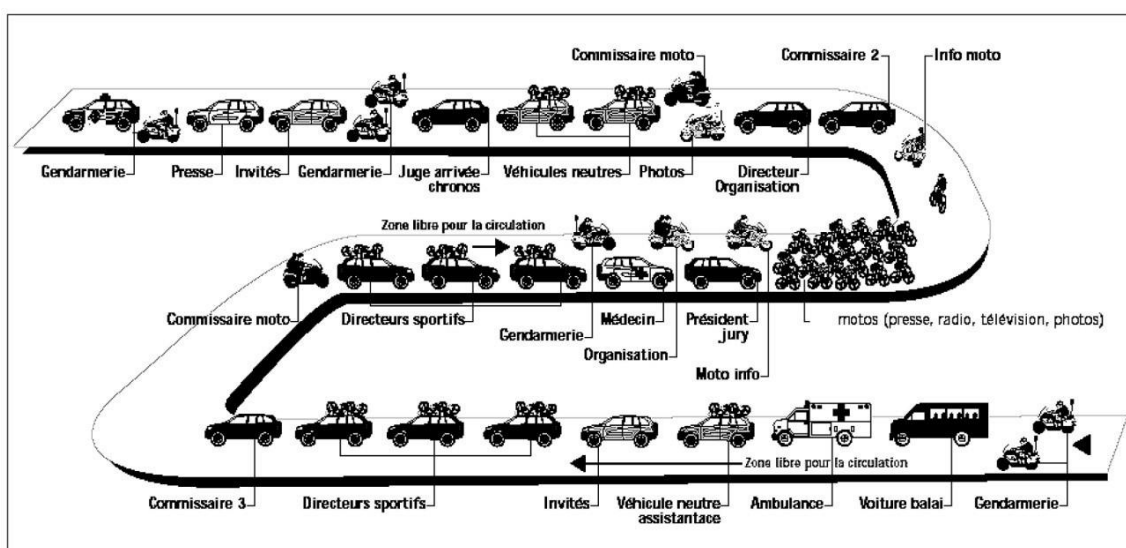 Commissaire moto
Commissaire 2
Info moto
Gendarmerie
Presse
Invités
Gendarmerie
Juge arrivée
chronos
Véhicules neutres
Photos
Directeur
Organisation
Zone libre pour la circulation
Commissaire moto
Directeurs sportifs
Gendarmerie
Médecin
Organisation
Président
jury
Moto info
motos (presse, radio, télévision, photos)
Zone libre pour la circulation
Commissaire 3
Directeurs sportifs
Invités
Véhicule neutre
assistantace
Ambulance
Voiture balai
Gendarmerie